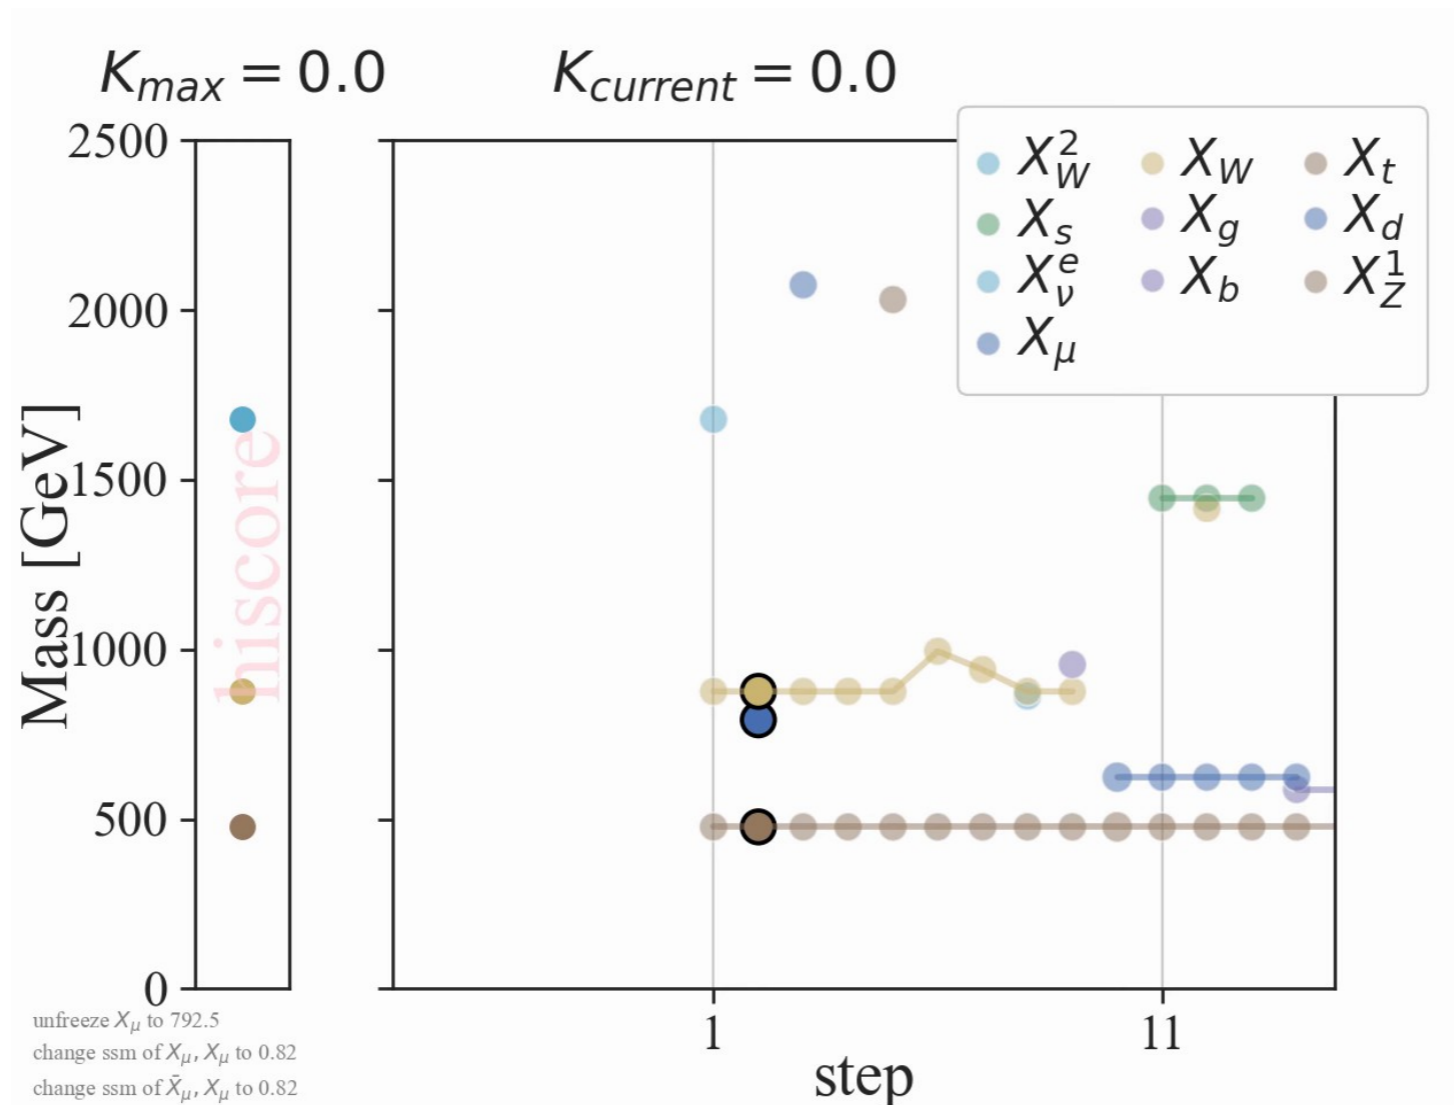 K_max = 0.0
K_current = 0.0
X_W^2
X_s
X_ν^e
X_μ
X_W
X_g
X_b
X_t
X_d
X_Z^1
2500
2000
1500
1000
500
0
Mass [GeV]
hiscore
1
11
step
unfreeze X_μ to 792.5
change ssm of X_μ, X_μ to 0.82
change ssm of X̄_μ, X_μ to 0.82